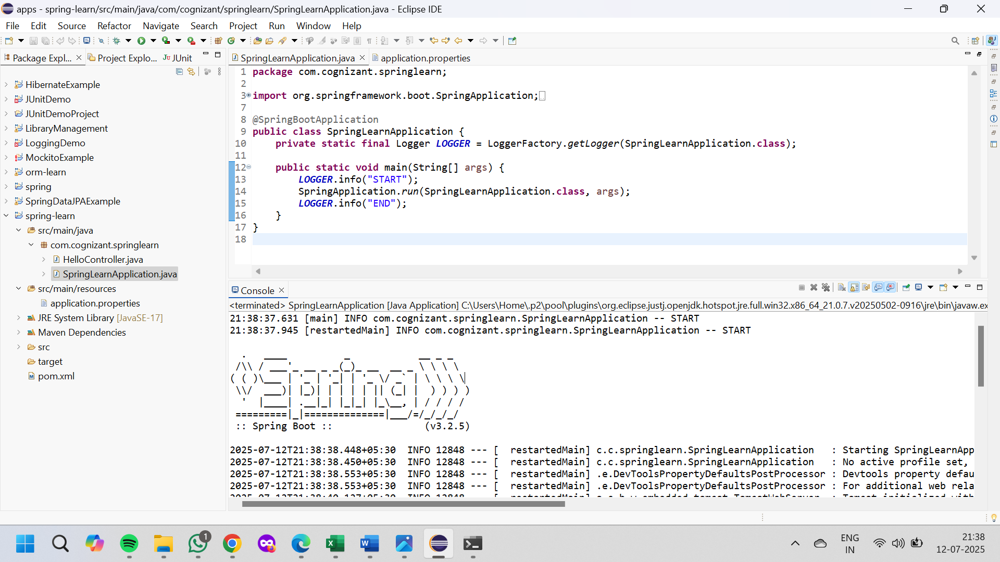 apps - spring-learn/src/main/java/com/cognizant/springlearn/SpringLearnApplication.java - Eclipse IDE
File Edit Source Refactor Navigate Search Project Run Window Help
Package Expl... Project Explo... JUnit
HibernateExample
JUnitDemo
JUnitDemoProject
LibraryManagement
LoggingDemo
MockitoExample
orm-learn
spring
SpringDataJPAExample
spring-learn
src/main/java
com.cognizant.springlearn
HelloController.java
SpringLearnApplication.java
src/main/resources
application.properties
JRE System Library [JavaSE-17]
Maven Dependencies
src
target
pom.xml
SpringLearnApplication.java application.properties
1 package com.cognizant.springlearn;
2
3 import org.springframework.boot.SpringApplication;
7
8 @SpringBootApplication
9 public class SpringLearnApplication {
10 private static final Logger LOGGER = LoggerFactory.getLogger(SpringLearnApplication.class);
11
12 public static void main(String[] args) {
13 LOGGER.info("START");
14 SpringApplication.run(SpringLearnApplication.class, args);
15 LOGGER.info("END");
16 }
17 }
18
Console
<terminated> SpringLearnApplication [Java Application] C:\Users\Home\.p2\pool\plugins\org.eclipse.justj.openjdk.hotspot.jre.full.win32.x86_64_21.0.7.v20250502-0916\jre\bin\javaw.ex
21:38:37.631 [main] INFO com.cognizant.springlearn.SpringLearnApplication -- START
21:38:37.945 [restartedMain] INFO com.cognizant.springlearn.SpringLearnApplication -- START
Spring
:: Spring Boot :: (v3.2.5)
2025-07-12T21:38:38.448+05:30 INFO 12848 --- [ restartedMain] c.c.springlearn.SpringLearnApplication : Starting SpringLearnApp
2025-07-12T21:38:38.450+05:30 INFO 12848 --- [ restartedMain] c.c.springlearn.SpringLearnApplication : No active profile set,
2025-07-12T21:38:38.553+05:30 INFO 12848 --- [ restartedMain] .e.DevToolsPropertyDefaultsPostProcessor : Devtools property defau
2025-07-12T21:38:38.553+05:30 INFO 12848 --- [ restartedMain] .e.DevToolsPropertyDefaultsPostProcessor : For additional web rela
1
ENG
IN
21:38
12-07-2025